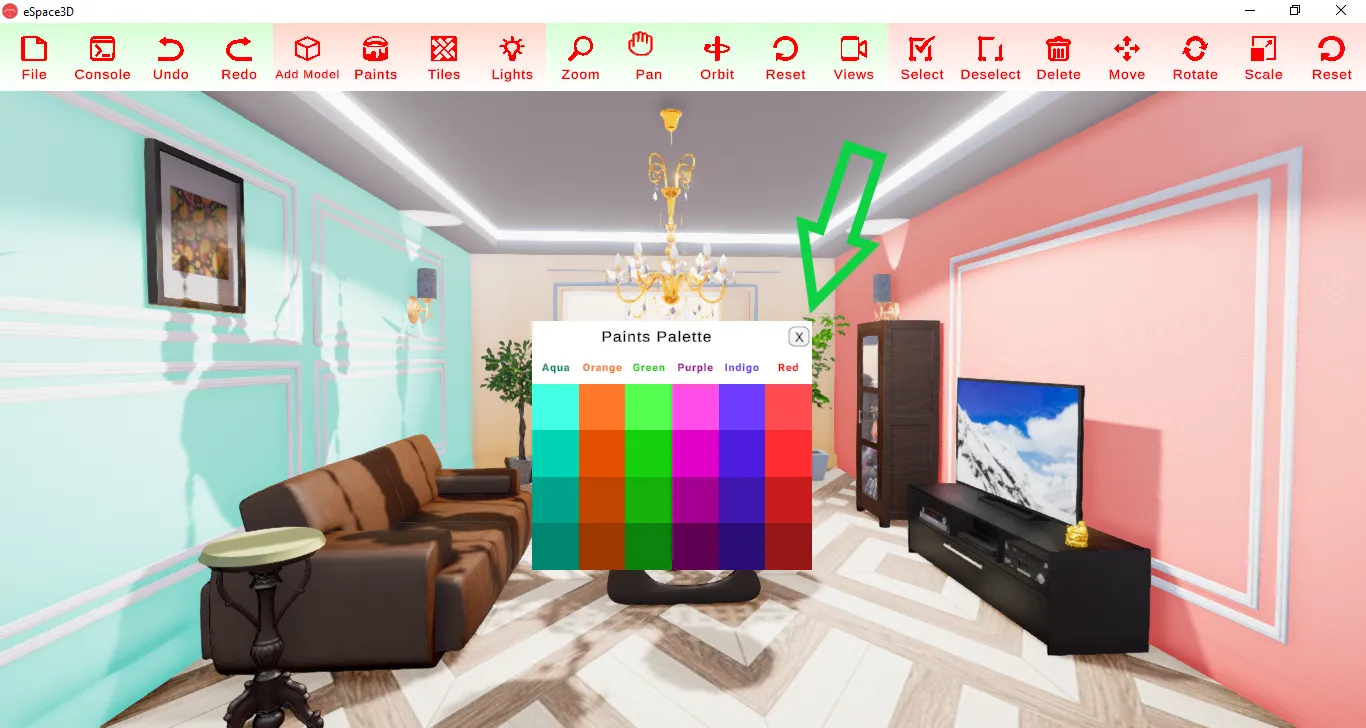 eSpace3D
File Console Undo Redo Add Model Paints Tiles Lights Zoom Pan Orbit Reset Views Select Deselect Delete Move Rotate Scale Reset
Paints Palette X
Aqua Orange Green Purple Indigo Red